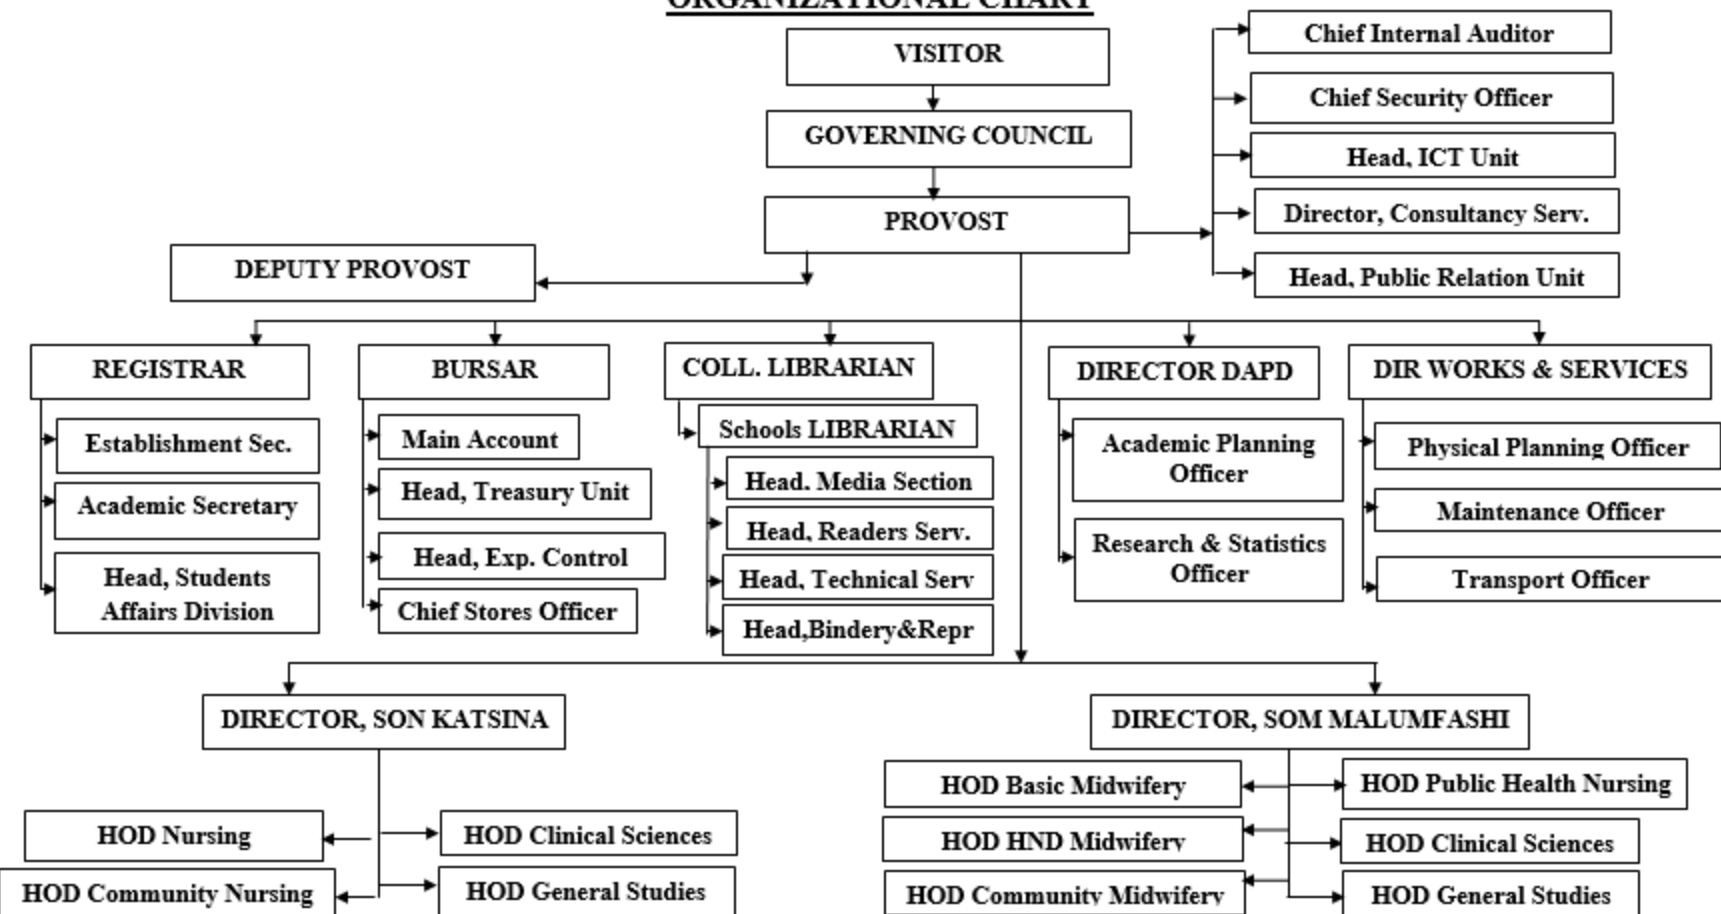 ORGANIZATIONAL CHART
VISITOR
GOVERNING COUNCIL
PROVOST
Chief Internal Auditor
Chief Security Officer
Head, ICT Unit
Director, Consultancy Serv.
Head, Public Relation Unit
DEPUTY PROVOST
REGISTRAR
Establishment Sec.
Academic Secretary
Head, Students
Affairs Division
BURSAR
Main Account
Head, Treasury Unit
Head, Exp. Control
Chief Stores Officer
COLL. LIBRARIAN
Schools LIBRARIAN
Head. Media Section
Head, Readers Serv.
Head, Technical Serv
Head,Bindery&Repr
DIRECTOR DAPD
Academic Planning
Officer
Research & Statistics
Officer
DIR WORKS & SERVICES
Physical Planning Officer
Maintenance Officer
Transport Officer
DIRECTOR, SON KATSINA
HOD Nursing
HOD Community Nursing
HOD Clinical Sciences
HOD General Studies
DIRECTOR, SOM MALUMFASHI
HOD Basic Midwifery
HOD HND Midwifery
HOD Community Midwifery
HOD Public Health Nursing
HOD Clinical Sciences
HOD General Studies